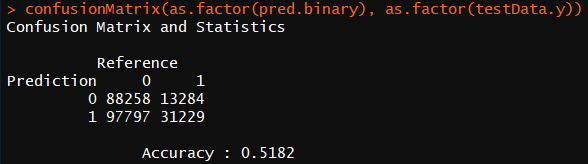 > confusionMatrix(as.factor(pred.binary), as.factor(testData.y))
Confusion Matrix and Statistics
Reference
Prediction 0 1
0 88258 13284
1 97797 31229
Accuracy : 0.5182